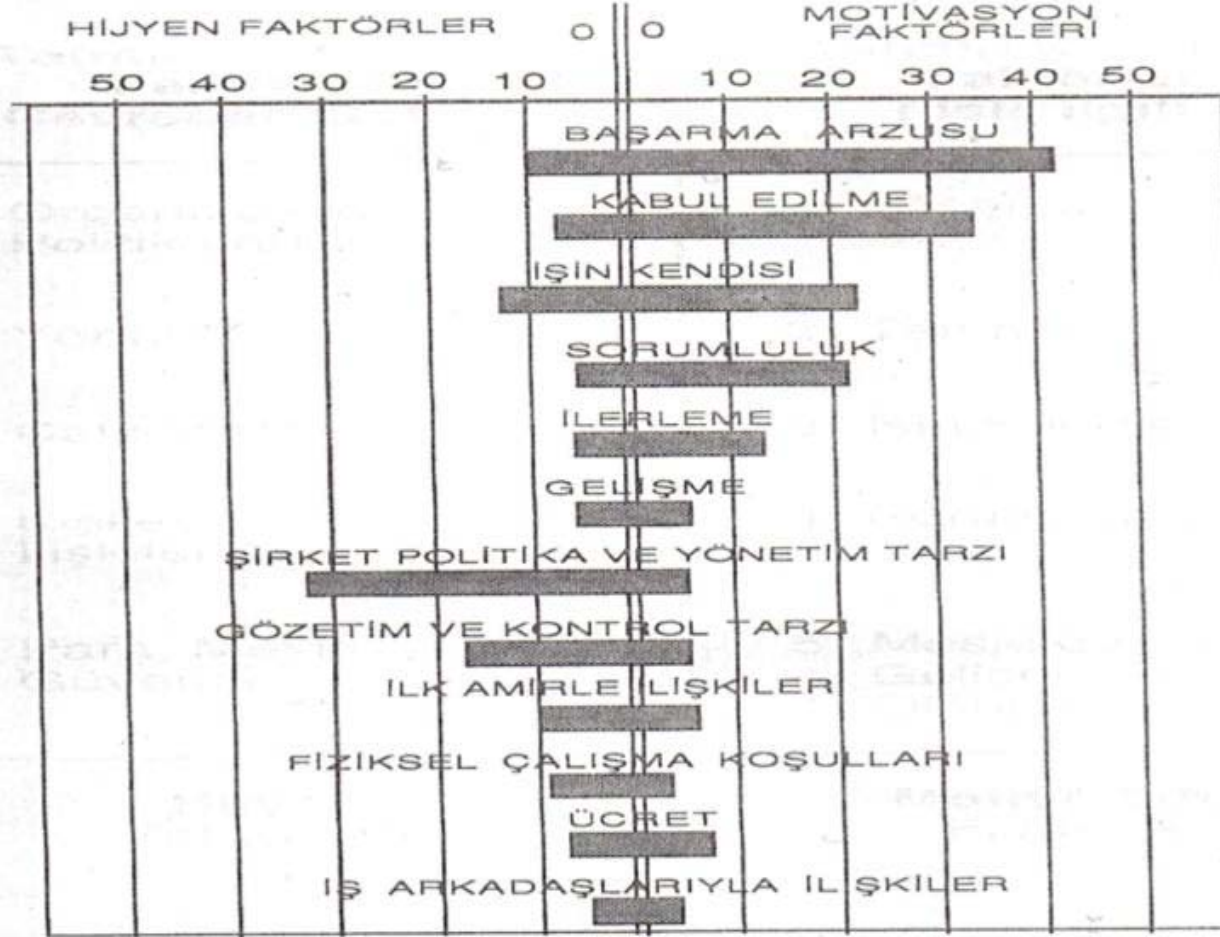 HİJYEN FAKTÖRLER
0 0
MOTİVASYON
FAKTÖRLERİ
50 40 30 20 10 10 20 30 40 50
BAŞARMA ARZUSU
KABUL EDİLME
İŞİN KENDİSİ
SORUMLULUK
İLERLEME
GELİŞME
ŞİRKET POLİTİKA VE YÖNETİM TARZI
GÖZETİM VE KONTROL TARZI
İLK AMİRLE İLİŞKİLER
FİZİKSEL ÇALIŞMA KOŞULLARI
ÜCRET
İŞ ARKADAŞLARIYLA İLİŞKİLER